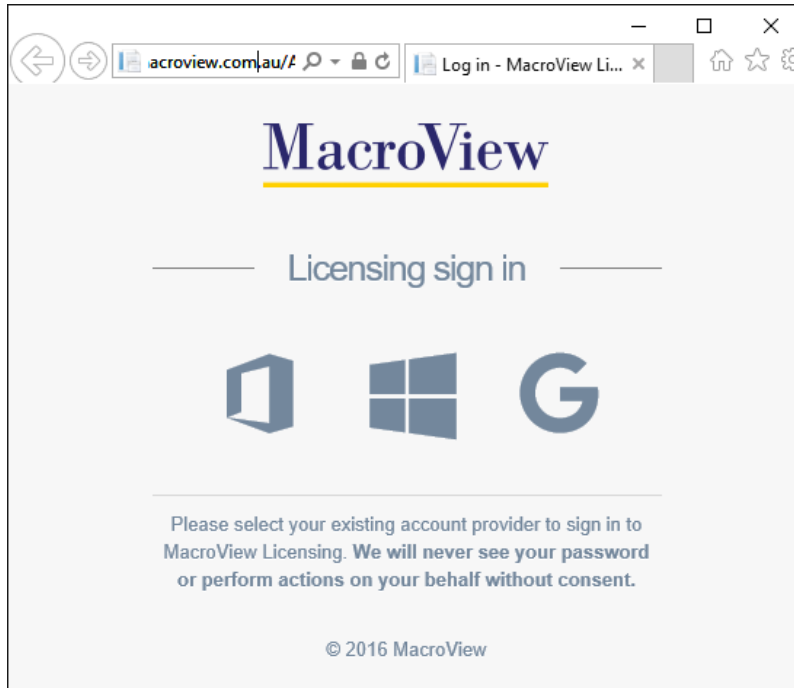 acroview.com.au/A
Log in - MacroView Li...
MacroView
Licensing sign in
Please select your existing account provider to sign in to
MacroView Licensing. We will never see your password
or perform actions on your behalf without consent.
© 2016 MacroView